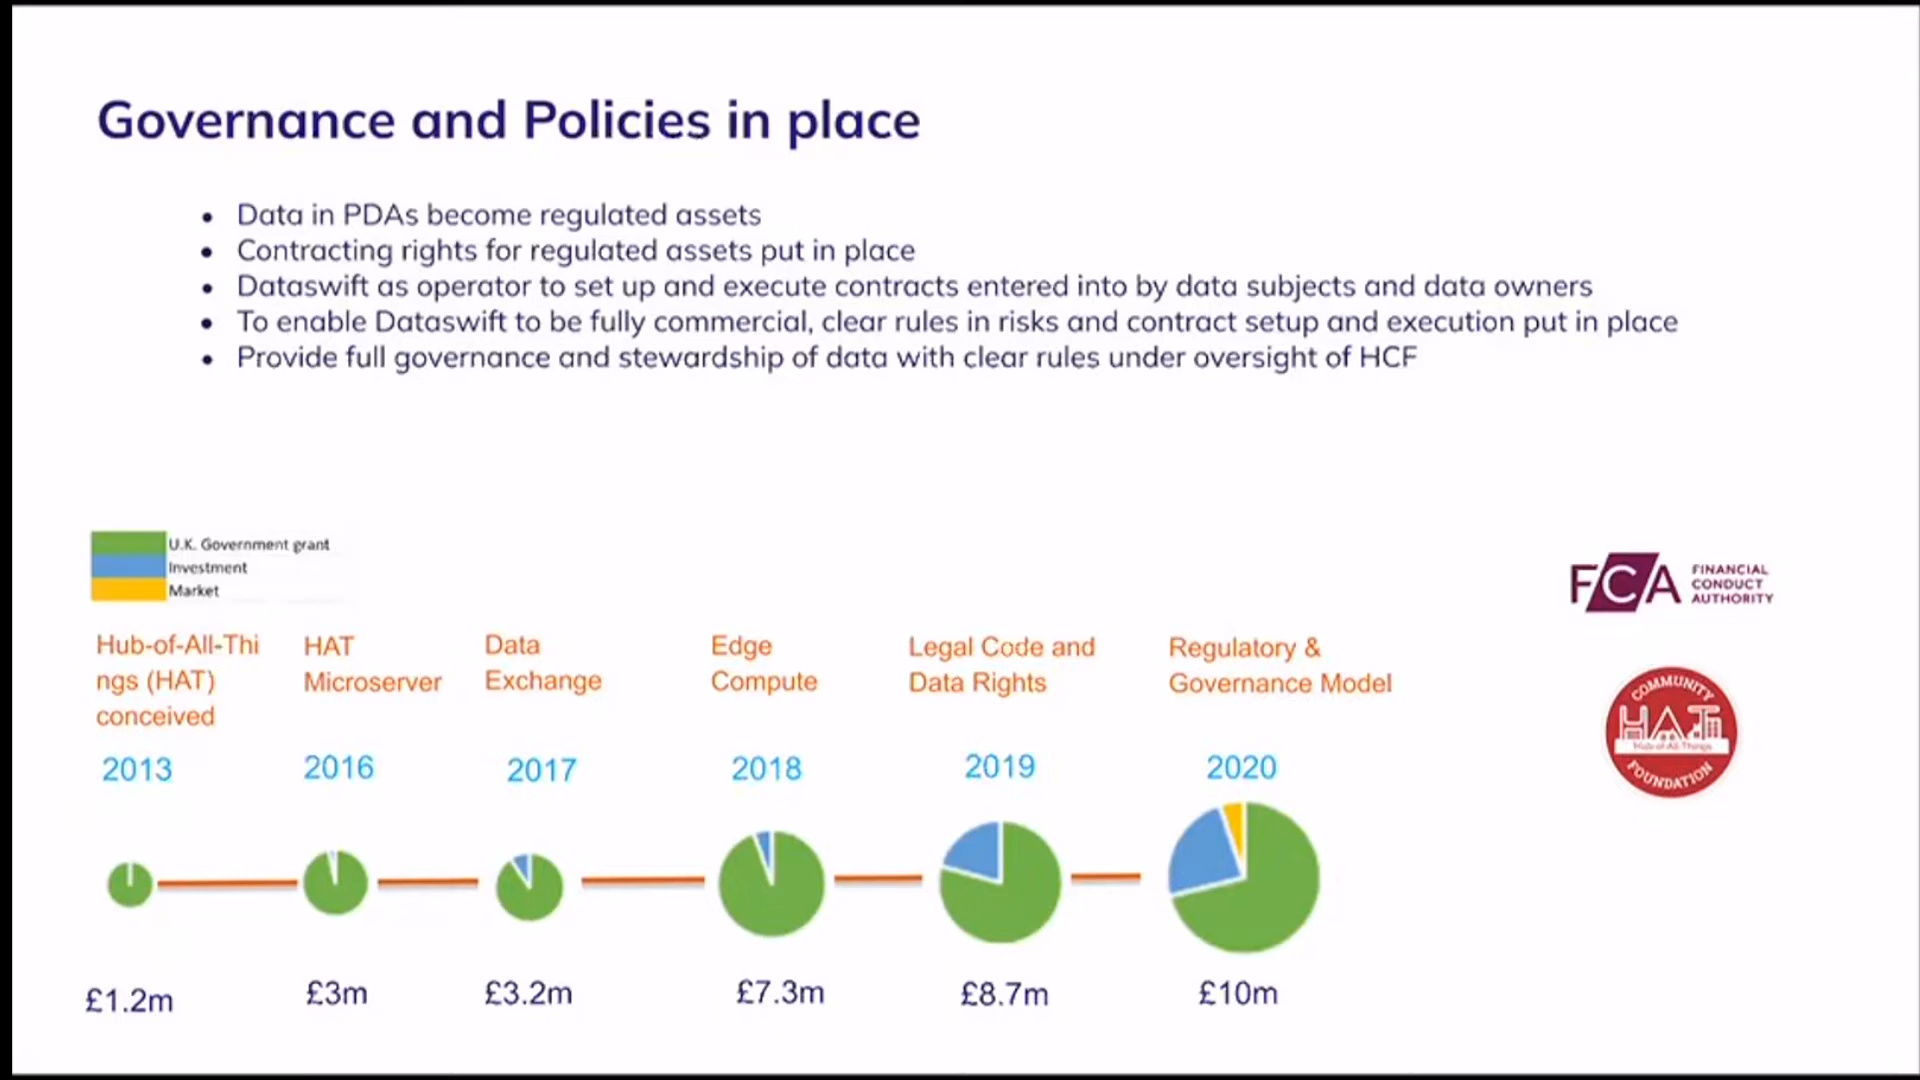 Governance and Policies in place
• Data in PDAs become regulated assets
• Contracting rights for regulated assets put in place
• Dataswift as operator to set up and execute contracts entered into by data subjects and data owners
• To enable Dataswift to be fully commercial, clear rules in risks and contract setup and execution put in place
• Provide full governance and stewardship of data with clear rules under oversight of HCF
U.K. Government grant
Investment
Market
FCA FINANCIAL
CONDUCT
AUTHORITY
Hub-of-All-Thi
ngs (HAT)
conceived
2013
£1.2m
HAT
Microserver
2016
£3m
Data
Exchange
2017
£3.2m
Edge
Compute
2018
£7.3m
Legal Code and
Data Rights
2019
£8.7m
Regulatory &
Governance Model
2020
£10m
COMMUNITY
HAT
Hub-of-All-Things
FOUNDATION